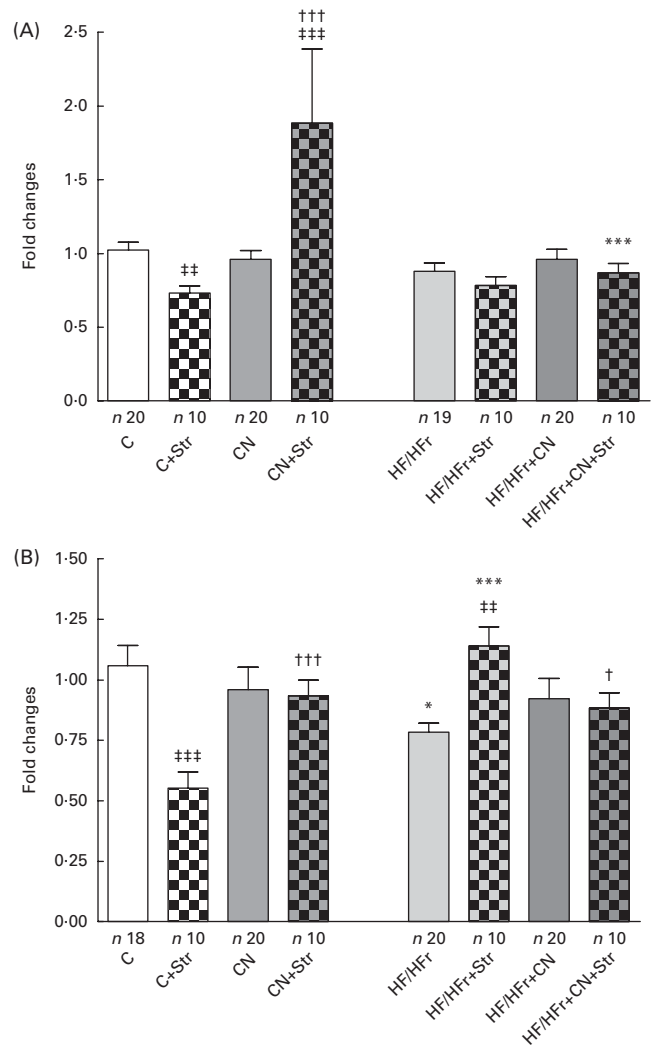 (A)
Fold changes
2·5
2·0
1·5
1·0
0·5
0·0
‡‡
†††
‡‡‡
***
n 20
n 10
n 20
n 10
n 19
n 10
n 20
n 10
C
C+Str
CN
CN+Str
HF/HFr
HF/HFr+Str
HF/HFr+CN
HF/HFr+CN+Str
(B)
Fold changes
1·50
1·25
1·00
0·75
0·50
0·25
0·00
‡‡‡
†††
*
***
‡‡
†
n 18
n 10
n 20
n 10
n 20
n 10
n 20
n 10
C
C+Str
CN
CN+Str
HF/HFr
HF/HFr+Str
HF/HFr+CN
HF/HFr+CN+Str